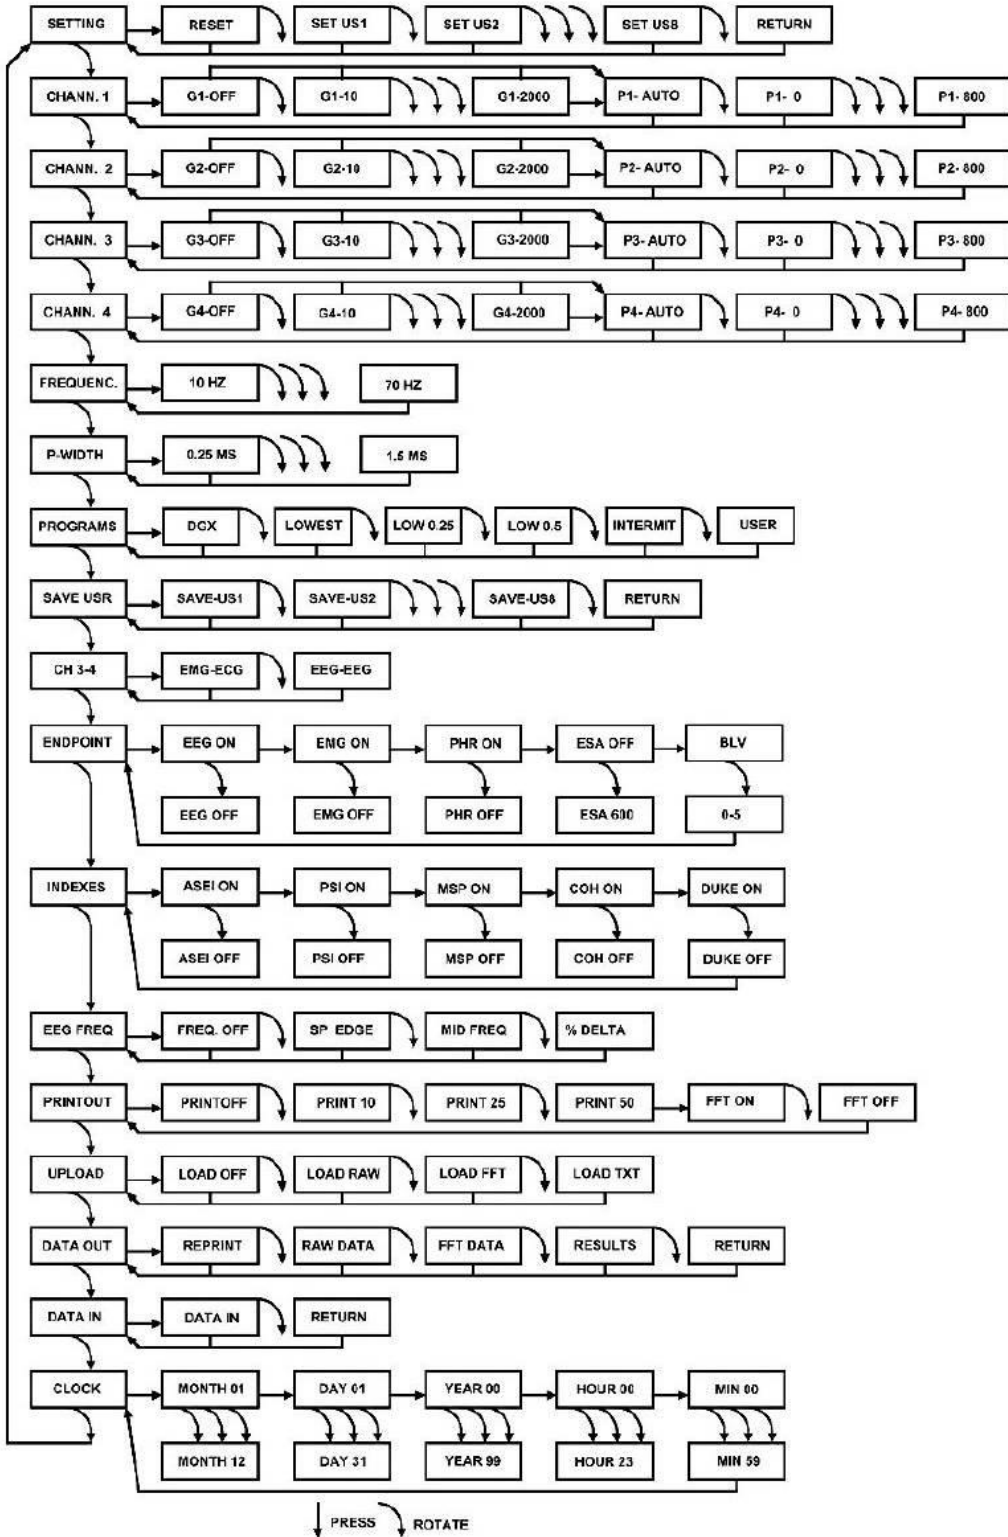 SETTING RESET SET US1 SET US2 SET US8 RETURN
CHANN. 1 G1-OFF G1-10 G1-2000 P1- AUTO P1- 0 P1- 800
CHANN. 2 G2-OFF G2-10 G2-2000 P2- AUTO P2- 0 P2- 800
CHANN. 3 G3-OFF G3-10 G3-2000 P3- AUTO P3- 0 P3- 800
CHANN. 4 G4-OFF G4-10 G4-2000 P4- AUTO P4- 0 P4- 800
FREQUENC. 10 HZ 70 HZ
P-WIDTH 0.25 MS 1.5 MS
PROGRAMS DGX LOWEST LOW 0.25 LOW 0.5 INTERMIT USER
SAVE USR SAVE-US1 SAVE-US2 SAVE-US8 RETURN
CH 3-4 EMG-ECG EEG-EEG
ENDPOINT EEG ON EMG ON PHR ON ESA OFF BLV
EEG OFF EMG OFF PHR OFF ESA 600 0-5
INDEXES ASEI ON PSI ON MSP ON COH ON DUKE ON
ASEI OFF PSI OFF MSP OFF COH OFF DUKE OFF
EEG FREQ FREQ. OFF SP EDGE MID FREQ % DELTA
PRINTOUT PRINTOFF PRINT 10 PRINT 25 PRINT 50 FFT ON FFT OFF
UPLOAD LOAD OFF LOAD RAW LOAD FFT LOAD TXT
DATA OUT REPRINT RAW DATA FFT DATA RESULTS RETURN
DATA IN DATA IN RETURN
CLOCK MONTH 01 DAY 01 YEAR 00 HOUR 00 MIN 00
MONTH 12 DAY 31 YEAR 99 HOUR 23 MIN 59
PRESS ROTATE